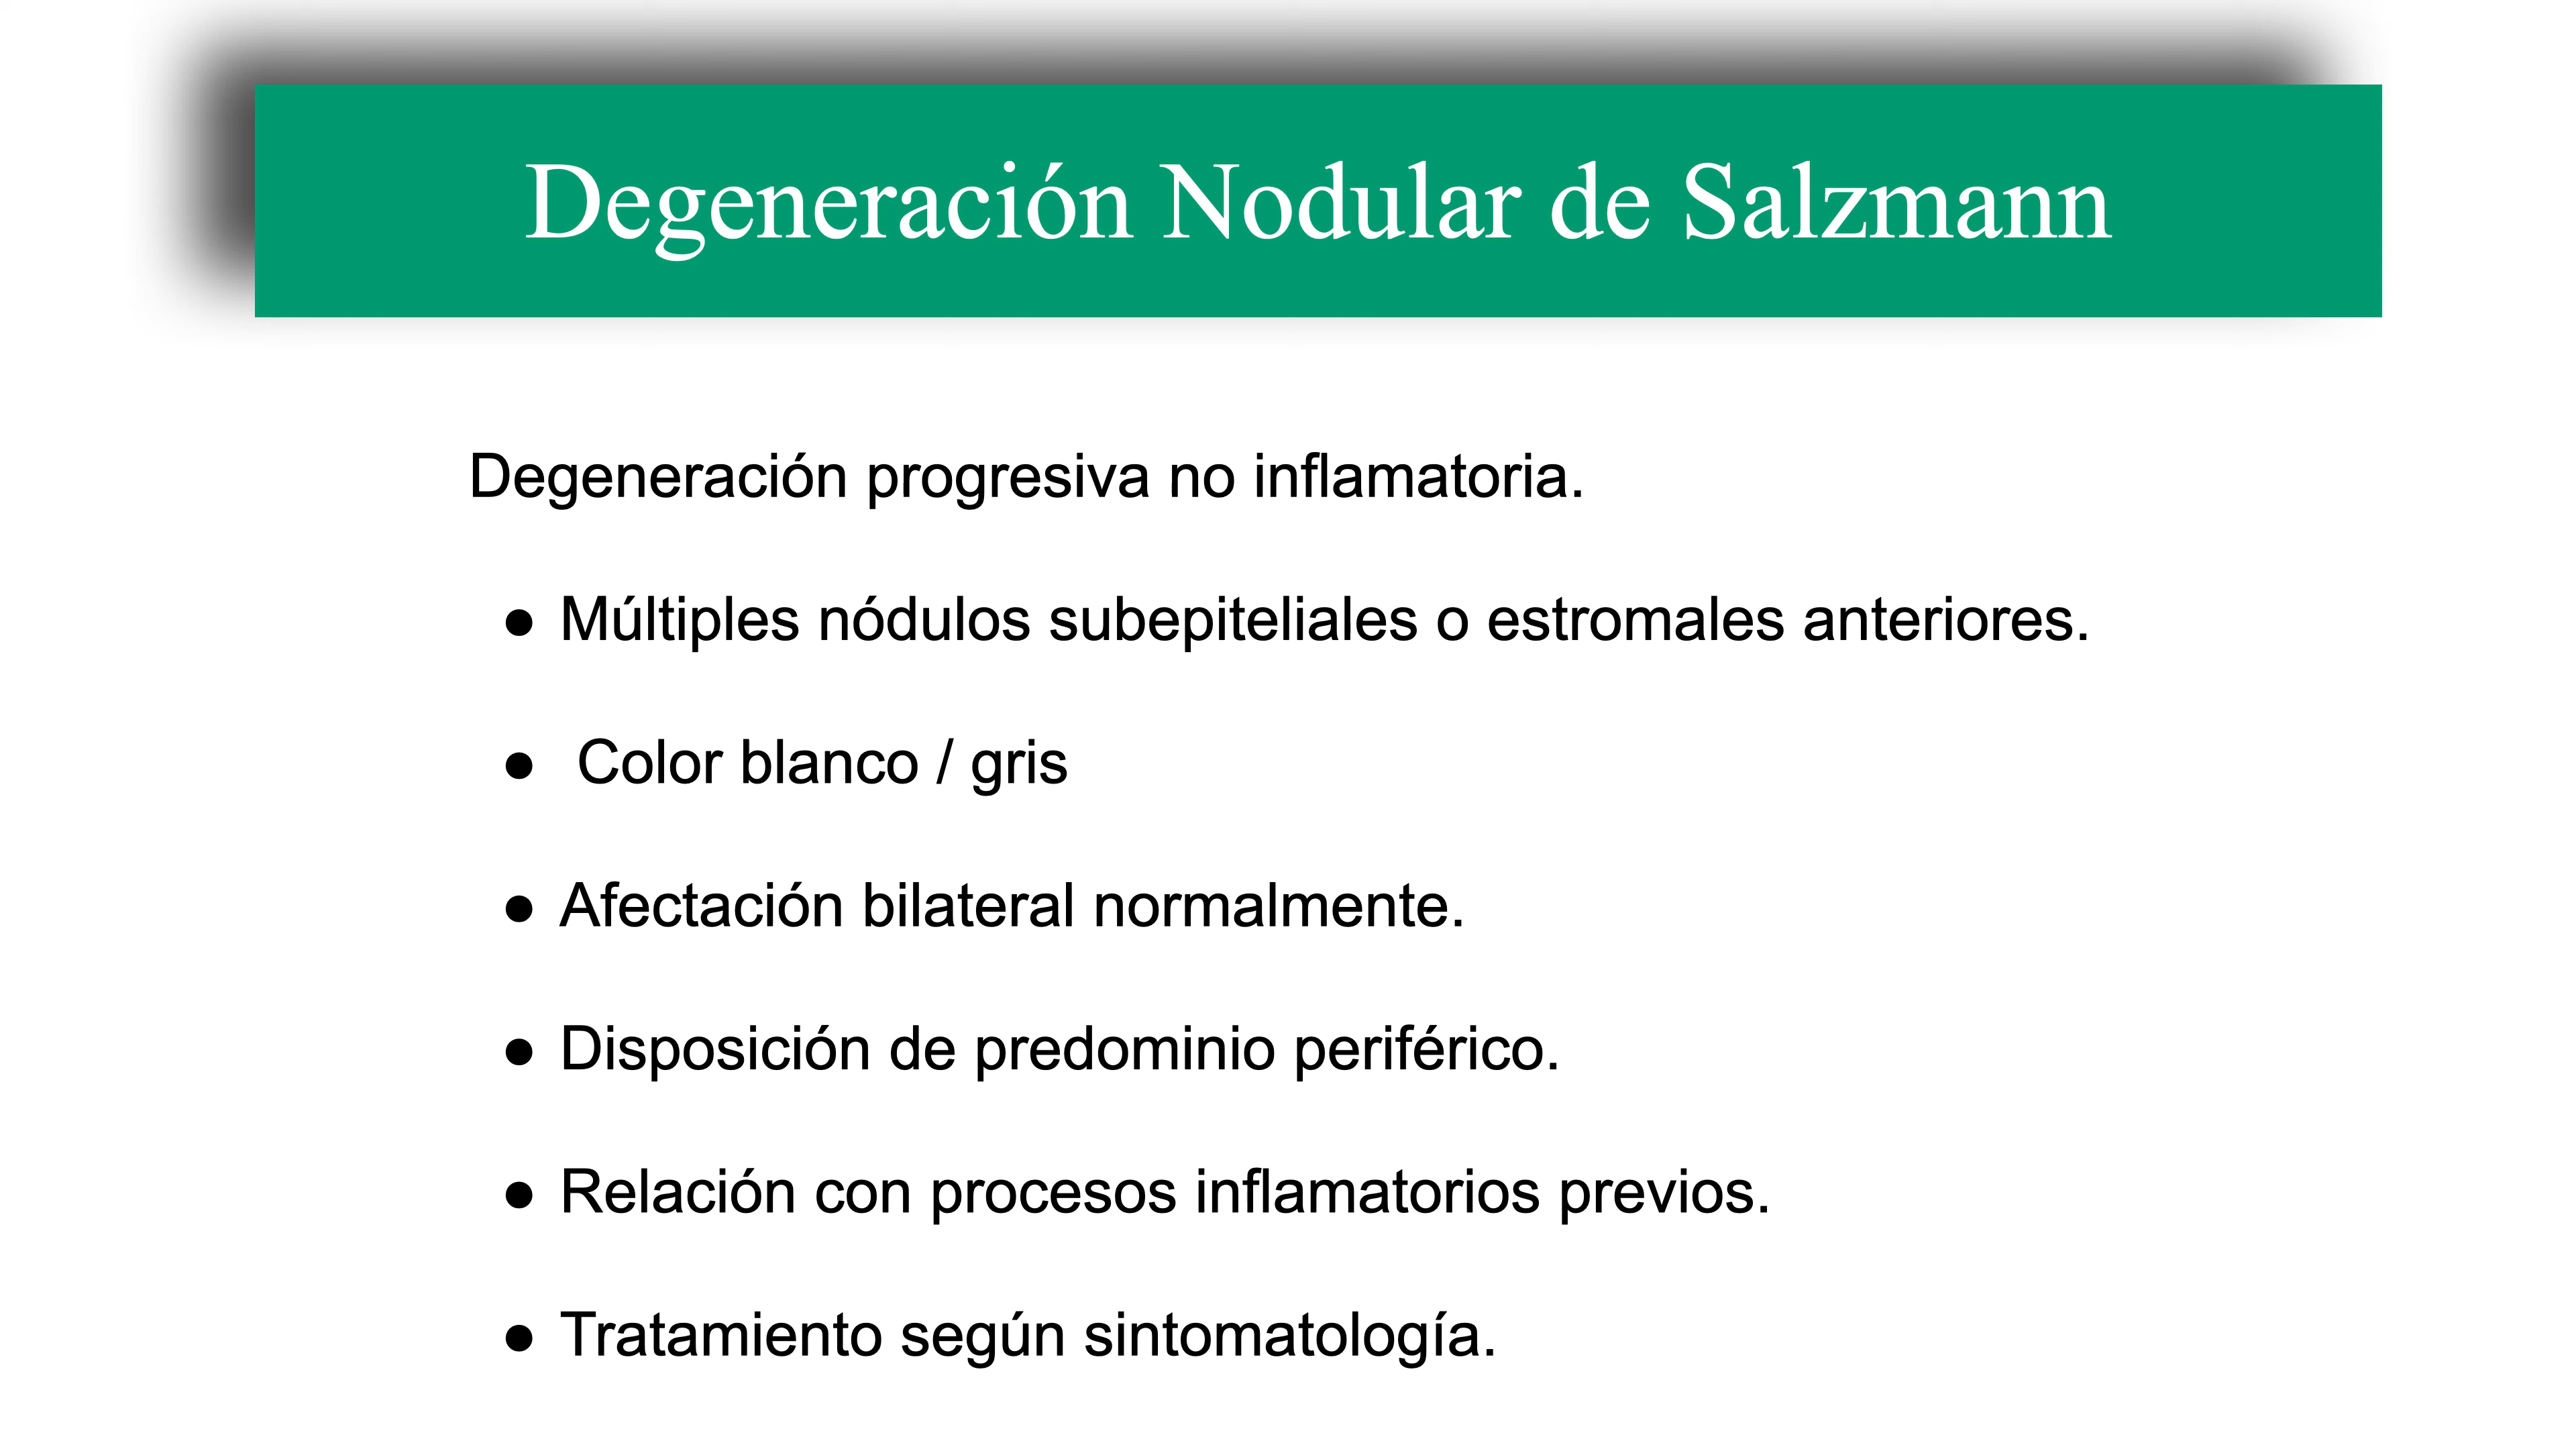 Degeneración Nodular de Salzmann
Degeneración progresiva no inflamatoria.
● Múltiples nódulos subepiteliales o estromales anteriores.
● Color blanco / gris
● Afectación bilateral normalmente.
● Disposición de predominio periférico.
● Relación con procesos inflamatorios previos.
● Tratamiento según sintomatología.